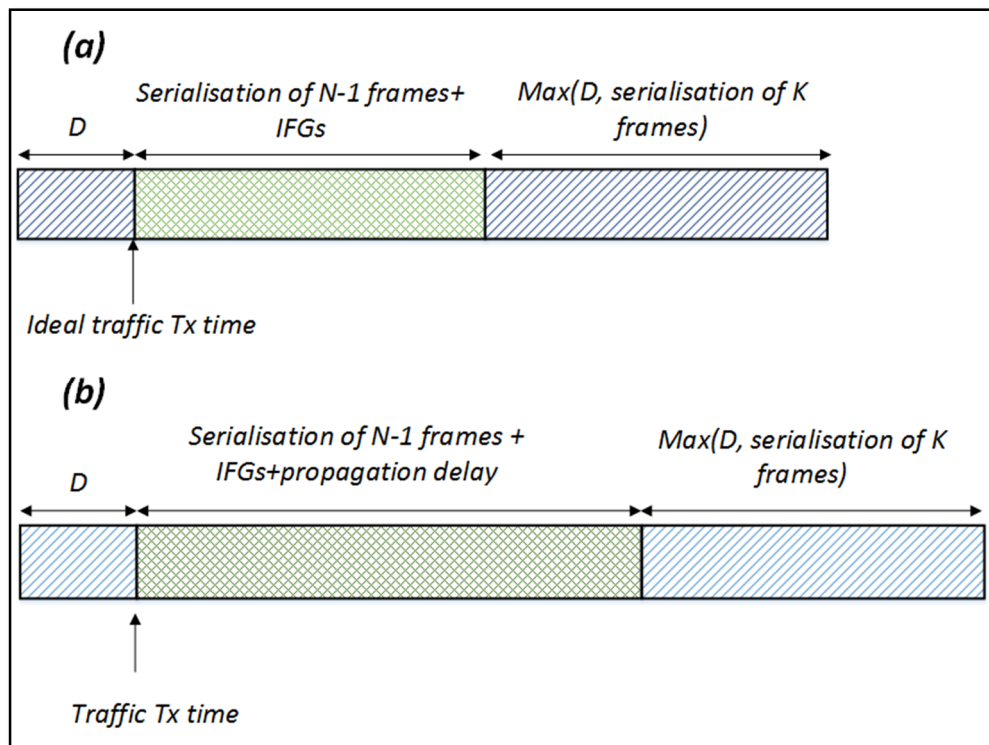 (a)
Serialisation of N-1 frames+
IFGs
Max(D, serialisation of K
frames)
D
Ideal traffic Tx time
(b)
Serialisation of N-1 frames +
IFGs+propagation delay
Max(D, serialisation of K
frames)
D
Traffic Tx time